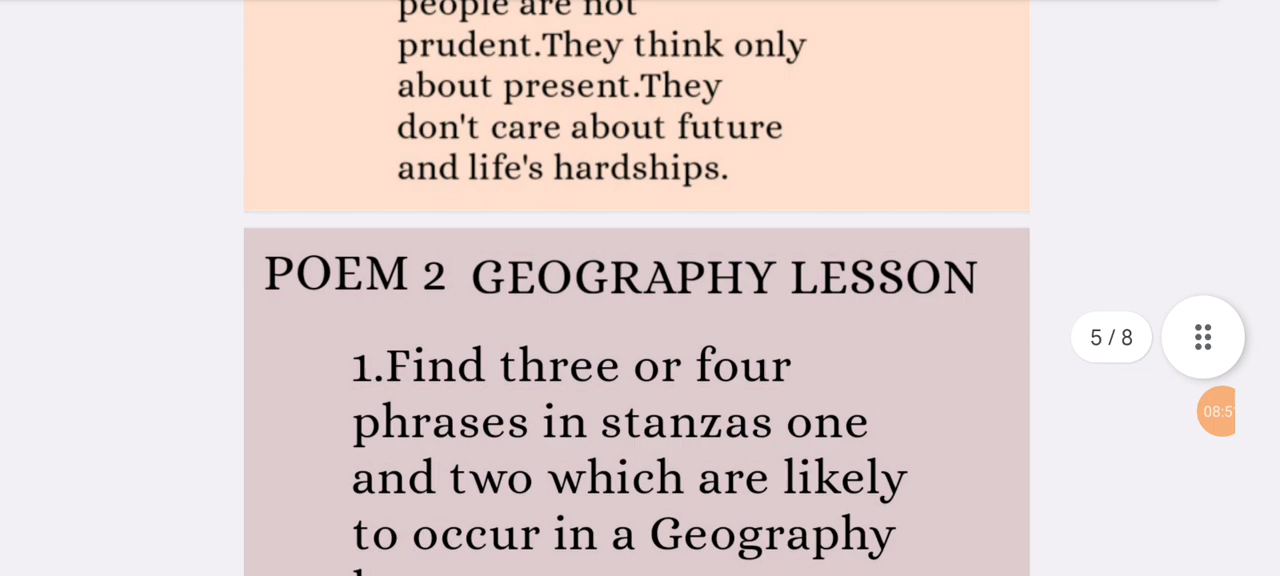 people are not
prudent.They think only
about present.They
don't care about future
and life's hardships.
POEM 2 GEOGRAPHY LESSON
1.Find three or four
phrases in stanzas one
and two which are likely
to occur in a Geography
5 / 8
08:5